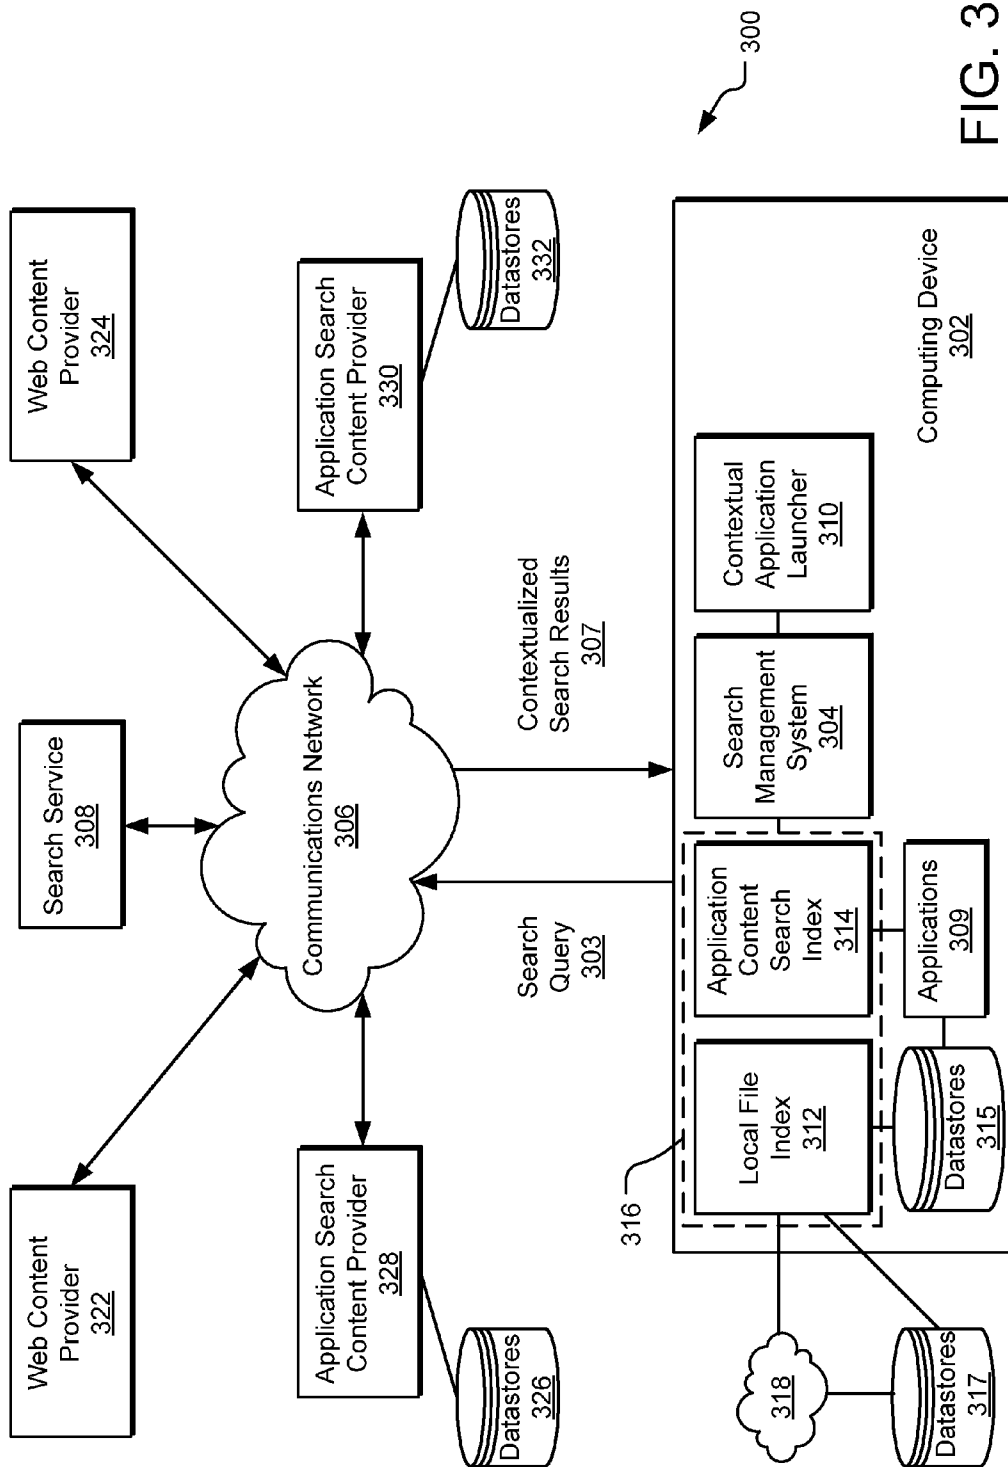 Web Content
Provider
322
Search Service
308
Web Content
Provider
324
Application Search
Content Provider
328
Datastores
326
Communications Network
306
Application Search
Content Provider
330
Datastores
332
Search
Query
303
Contextualized
Search Results
307
300
316
318
Datastores
317
Local File
Index
312
Application
Content
Search
Index
314
Search
Management
System
304
Contextual
Application
Launcher
310
Datastores
315
Applications
309
Computing Device
302
FIG. 3